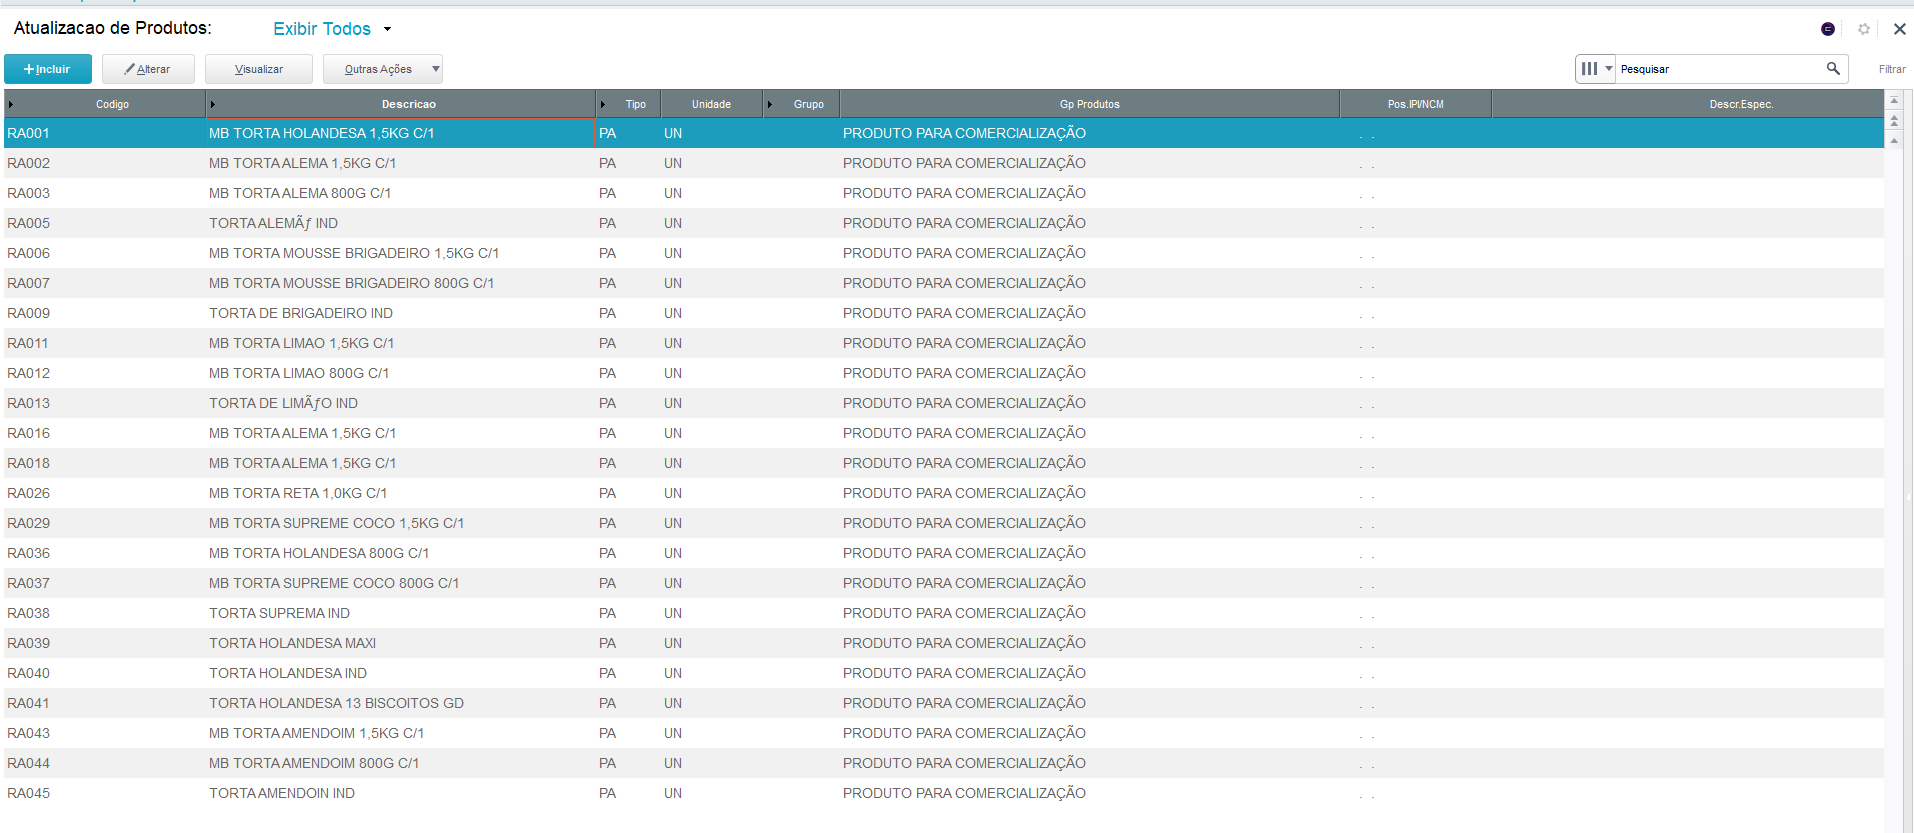 Atualizacao de Produtos: Exibir Todos
+Incluir Alterar Visualizar Outras Ações Pesquisar Filtrar
Codigo Descricao Tipo Unidade Grupo Gp Produtos Pos.IPI/NCM Descr.Espec.
RA001 MB TORTA HOLANDESA 1,5KG C/1 PA UN PRODUTO PARA COMERCIALIZAÇÃO . .
RA002 MB TORTA ALEMA 1,5KG C/1 PA UN PRODUTO PARA COMERCIALIZAÇÃO . .
RA003 MB TORTA ALEMA 800G C/1 PA UN PRODUTO PARA COMERCIALIZAÇÃO . .
RA005 TORTA ALEMÃƒ IND PA UN PRODUTO PARA COMERCIALIZAÇÃO . .
RA006 MB TORTA MOUSSE BRIGADEIRO 1,5KG C/1 PA UN PRODUTO PARA COMERCIALIZAÇÃO . .
RA007 MB TORTA MOUSSE BRIGADEIRO 800G C/1 PA UN PRODUTO PARA COMERCIALIZAÇÃO . .
RA009 TORTA DE BRIGADEIRO IND PA UN PRODUTO PARA COMERCIALIZAÇÃO . .
RA011 MB TORTA LIMAO 1,5KG C/1 PA UN PRODUTO PARA COMERCIALIZAÇÃO . .
RA012 MB TORTA LIMAO 800G C/1 PA UN PRODUTO PARA COMERCIALIZAÇÃO . .
RA013 TORTA DE LIMÃƒO IND PA UN PRODUTO PARA COMERCIALIZAÇÃO . .
RA016 MB TORTA ALEMA 1,5KG C/1 PA UN PRODUTO PARA COMERCIALIZAÇÃO . .
RA018 MB TORTA ALEMA 1,5KG C/1 PA UN PRODUTO PARA COMERCIALIZAÇÃO . .
RA026 MB TORTA RETA 1,0KG C/1 PA UN PRODUTO PARA COMERCIALIZAÇÃO . .
RA029 MB TORTA SUPREME COCO 1,5KG C/1 PA UN PRODUTO PARA COMERCIALIZAÇÃO . .
RA036 MB TORTA HOLANDESA 800G C/1 PA UN PRODUTO PARA COMERCIALIZAÇÃO . .
RA037 MB TORTA SUPREME COCO 800G C/1 PA UN PRODUTO PARA COMERCIALIZAÇÃO . .
RA038 TORTA SUPREMA IND PA UN PRODUTO PARA COMERCIALIZAÇÃO . .
RA039 TORTA HOLANDESA MAXI PA UN PRODUTO PARA COMERCIALIZAÇÃO . .
RA040 TORTA HOLANDESA IND PA UN PRODUTO PARA COMERCIALIZAÇÃO . .
RA041 TORTA HOLANDESA 13 BISCOITOS GD PA UN PRODUTO PARA COMERCIALIZAÇÃO . .
RA043 MB TORTA AMENDOIM 1,5KG C/1 PA UN PRODUTO PARA COMERCIALIZAÇÃO . .
RA044 MB TORTA AMENDOIM 800G C/1 PA UN PRODUTO PARA COMERCIALIZAÇÃO . .
RA045 TORTA AMENDOIN IND PA UN PRODUTO PARA COMERCIALIZAÇÃO . .